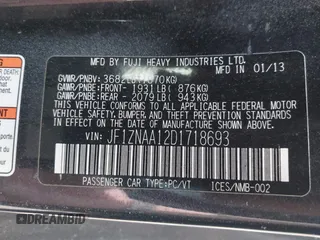 MFD BY FUJI HEAVY INDUSTRIES LTD. IN 01/13
GVWR/PNBV: 3682LB(1670KG)
GAWR/PNBE:FRONT- 1931LB( 876KG)
GAWR/PNBE:REAR - 2079LB( 943KG)
THIS VEHICLE CONFORMS TO ALL APPLICABLE FEDERAL MOTOR
VEHICLE SAFETY, BUMPER, AND THEFT PREVENTION STANDARDS
IN EFFECT ON THE DATE OF MANUFACTURE SHOWN ABOVE.
VIN: JF1ZNAA12D1718693
PASSENGER CAR TYPE:PC/VT ICES/NMB-002
DEATH